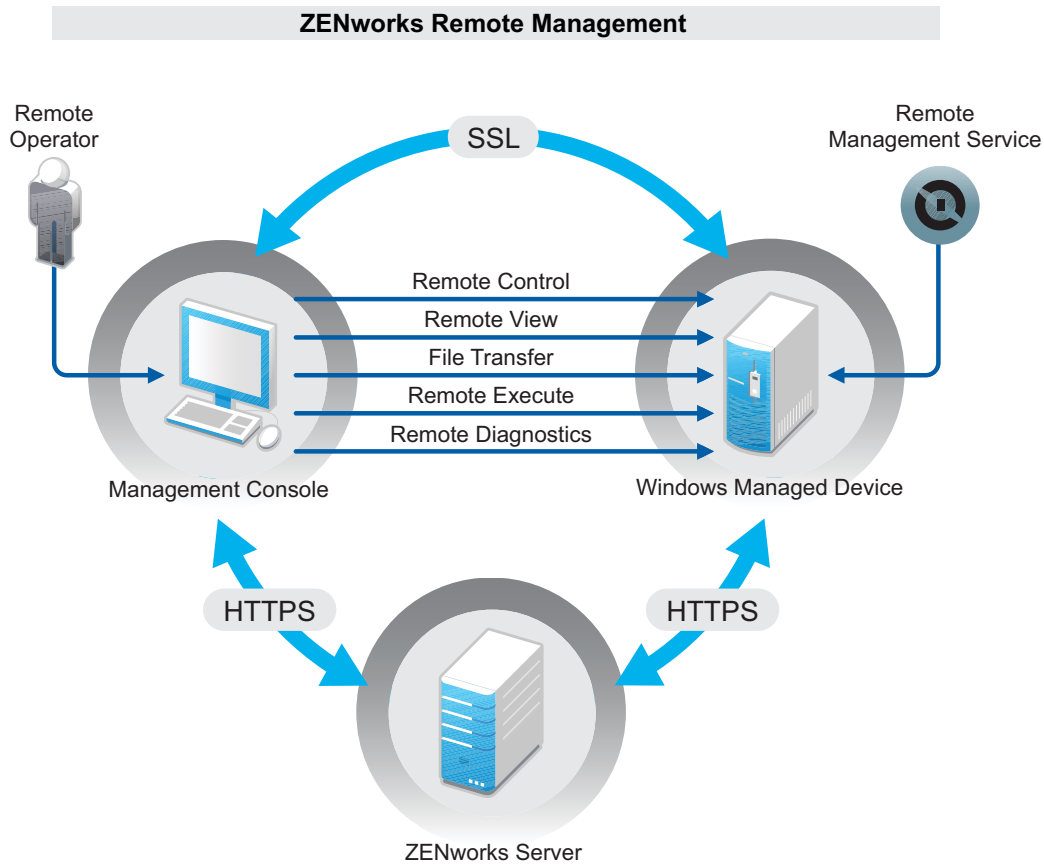 ZENworks Remote Management
Remote
Operator
SSL
Remote
Management Service
Remote Control
Remote View
File Transfer
Remote Execute
Remote Diagnostics
Management Console
Windows Managed Device
HTTPS
HTTPS
ZENworks Server